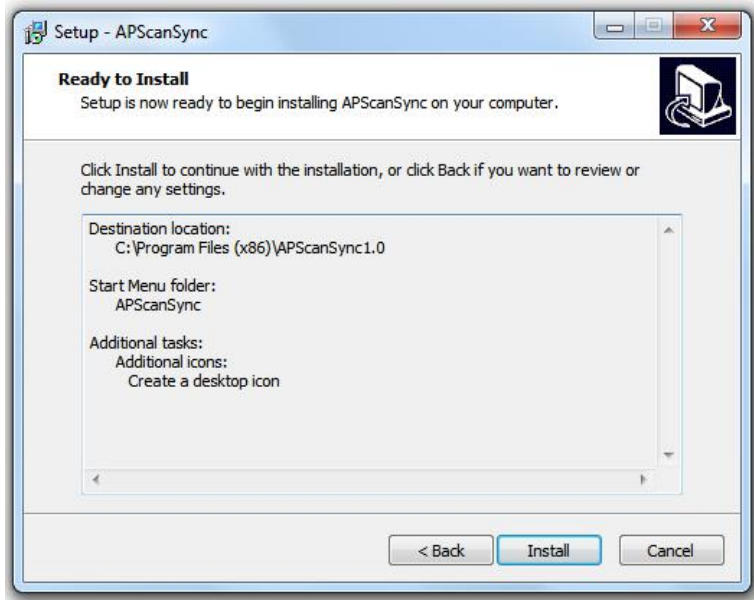 Setup - APScanSync
Ready to Install
Setup is now ready to begin installing APScanSync on your computer.
Click Install to continue with the installation, or click Back if you want to review or
change any settings.
Destination location:
C:\Program Files (x86)\APScanSync1.0
Start Menu folder:
APScanSync
Additional tasks:
Additional icons:
Create a desktop icon
< Back
Install
Cancel